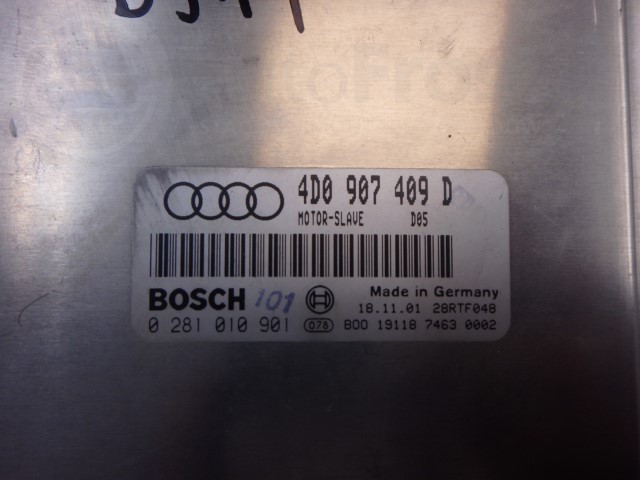 4D0 907 409 D
MOTOR-SLAVE D05
BOSCH 101 Made in Germany
18.11.01 28RTF048
0 281 010 901 078 B00 19118 7463 0002